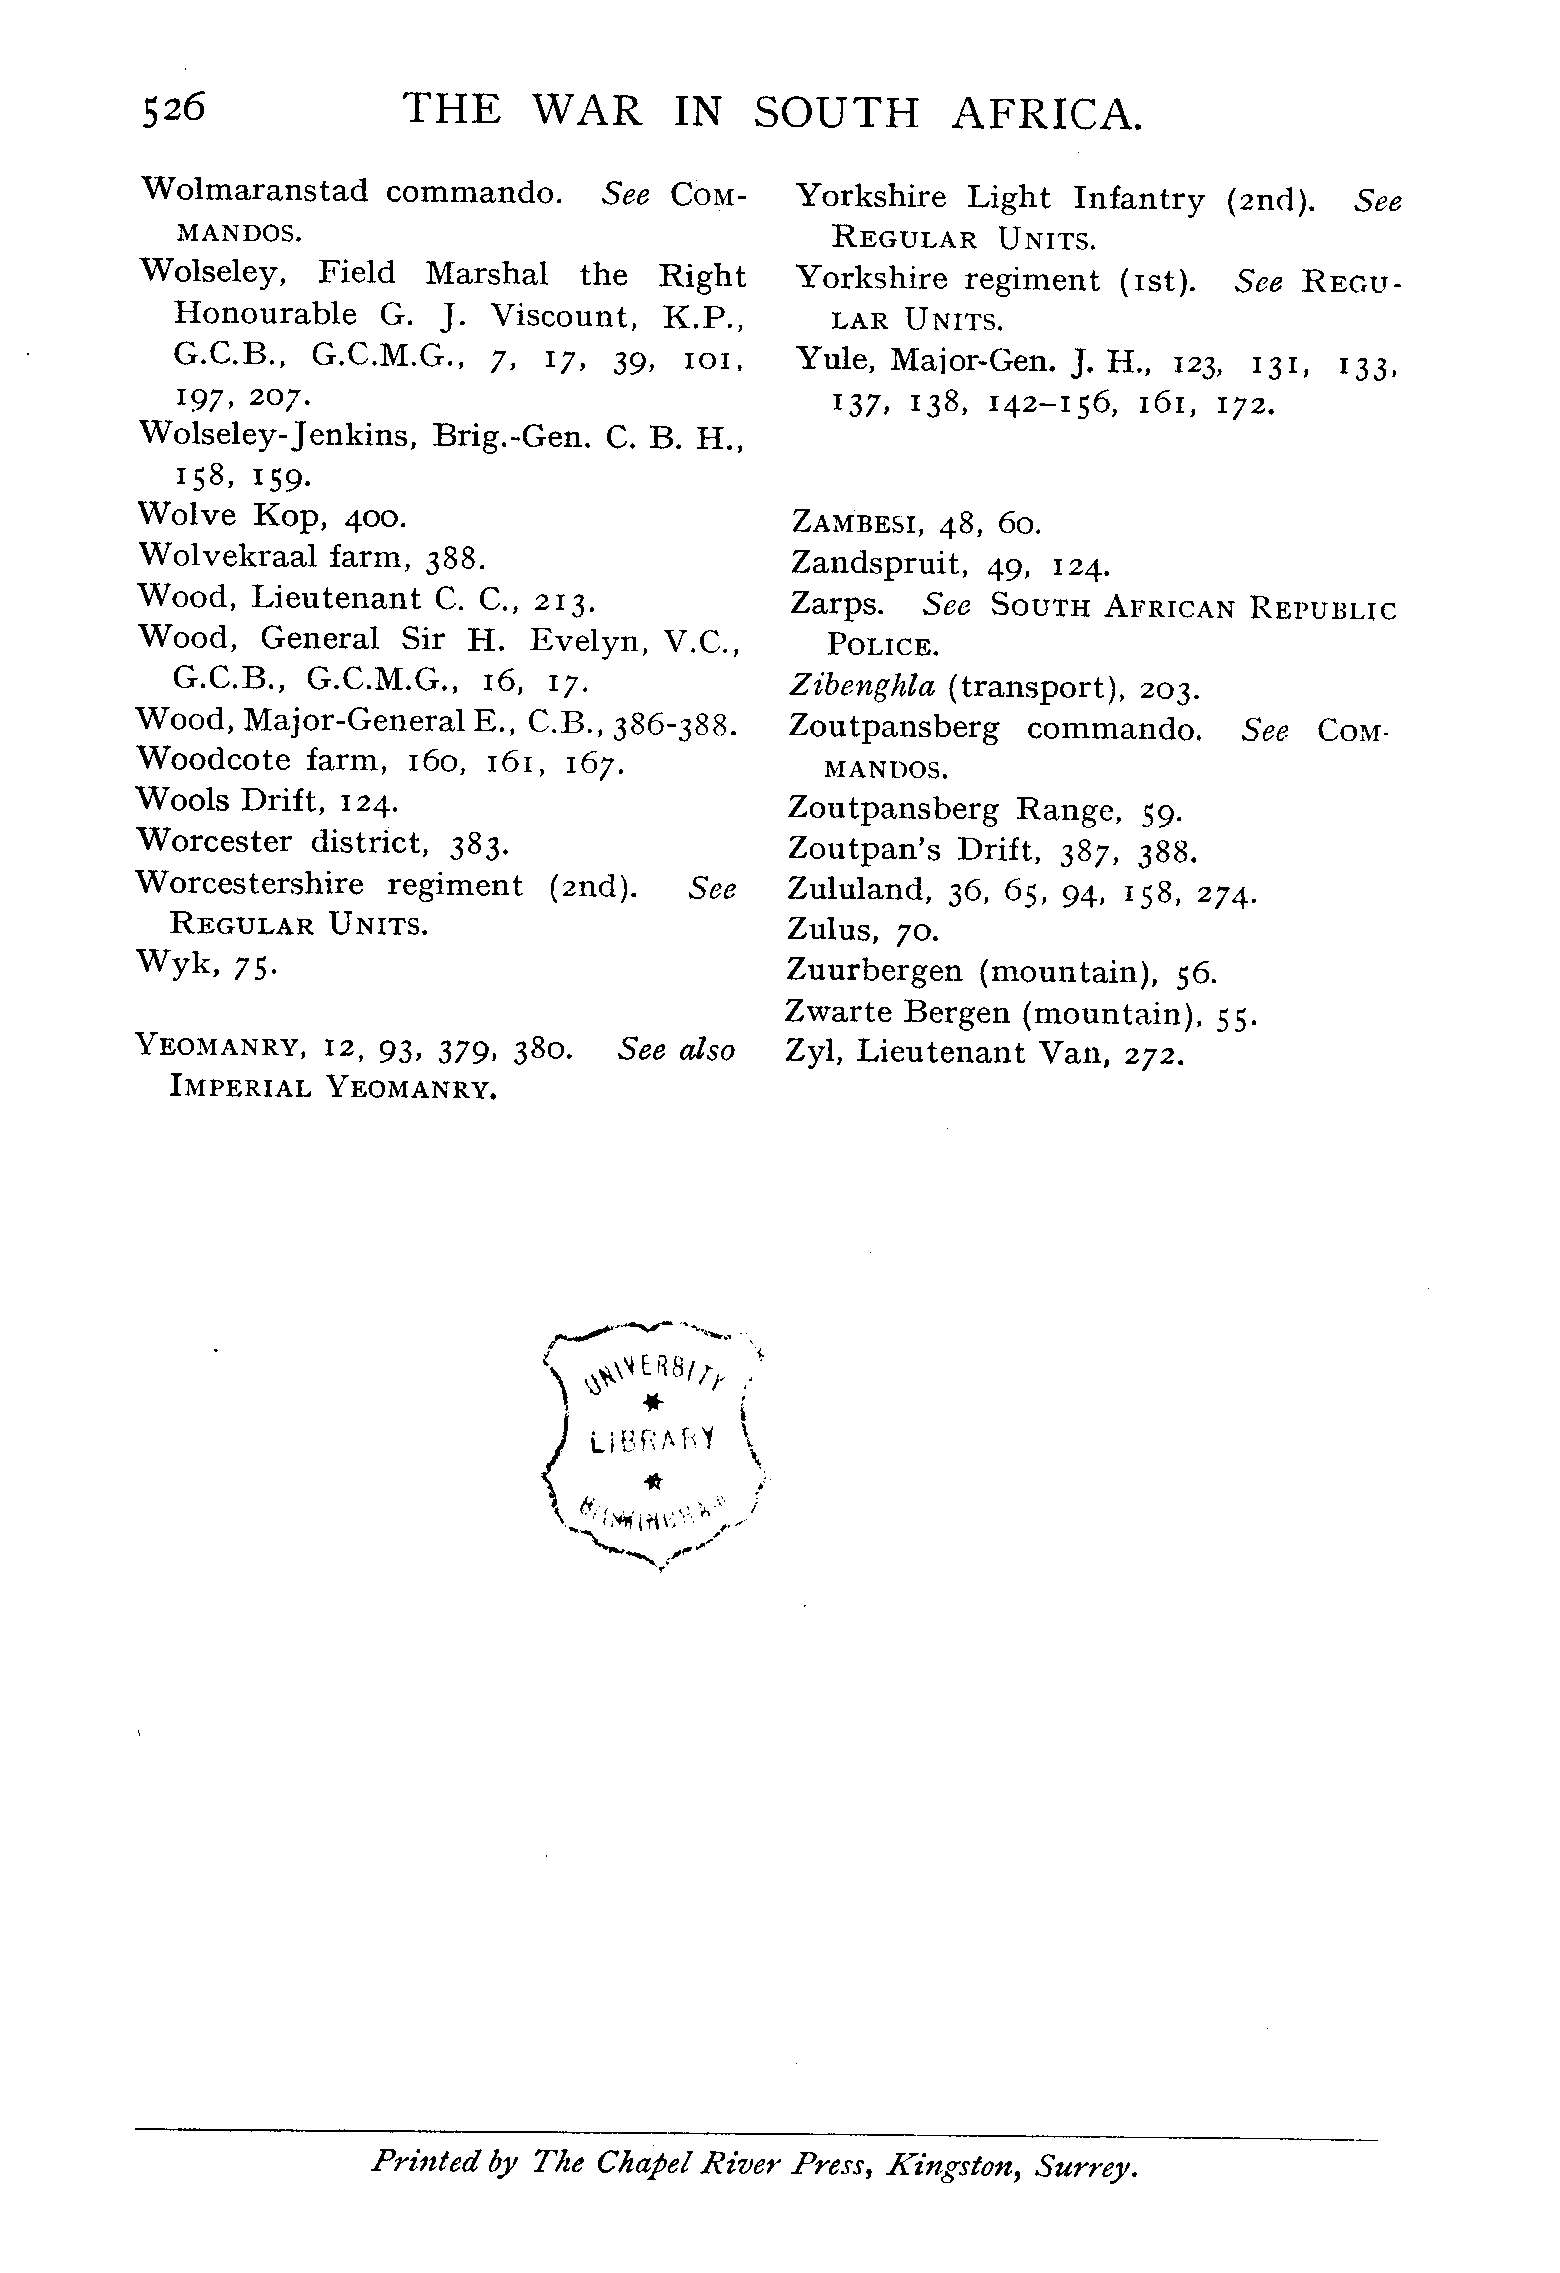 526 THE WAR IN SOUTH AFRICA.
Wolmaranstad commando. See COM-
MANDOS.
Wolseley, Field Marshal the Right
Honourable G. J. Viscount, K.P.,
G.C.B., G.C.M.G., 7, 17, 39, 101,
197, 207.
Wolseley-Jenkins, Brig.-Gen. C. B. H.,
158, 159.
Wolve Kop, 400.
Wolvekraal farm, 388.
Wood, Lieutenant C. C., 213.
Wood, General Sir H. Evelyn, V.C.,
G.C.B., G.C.M.G., 16, 17.
Wood, Major-General E., C.B., 386-388.
Woodcote farm, 160, 161, 167.
Wools Drift, 124.
Worcester district, 383.
Worcestershire regiment (2nd). See
REGULAR UNITS.
Wyk, 75.
YEOMANRY, 12, 93, 379, 380. See also
IMPERIAL YEOMANRY.
Yorkshire Light Infantry (2nd). See
REGULAR UNITS.
Yorkshire regiment (1st). See REGU-
LAR UNITS.
Yule, Major-Gen. J. H., 123, 131, 133,
137, 138, 142–156, 161, 172.
ZAMBESI, 48, 60.
Zandspruit, 49, 124.
Zarps. See SOUTH AFRICAN REPUBLIC
POLICE.
Zibenghla (transport), 203.
Zoutpansberg commando. See COM-
MANDOS.
Zoutpansberg Range, 59.
Zoutpan's Drift, 387, 388.
Zululand, 36, 65, 94, 158, 274.
Zulus, 70.
Zuurbergen (mountain), 56.
Zwarte Bergen (mountain), 55.
Zyl, Lieutenant Van, 272.
UNIVERSITY
LIBRARY
BIRMINGHAM
Printed by The Chapel River Press, Kingston, Surrey.